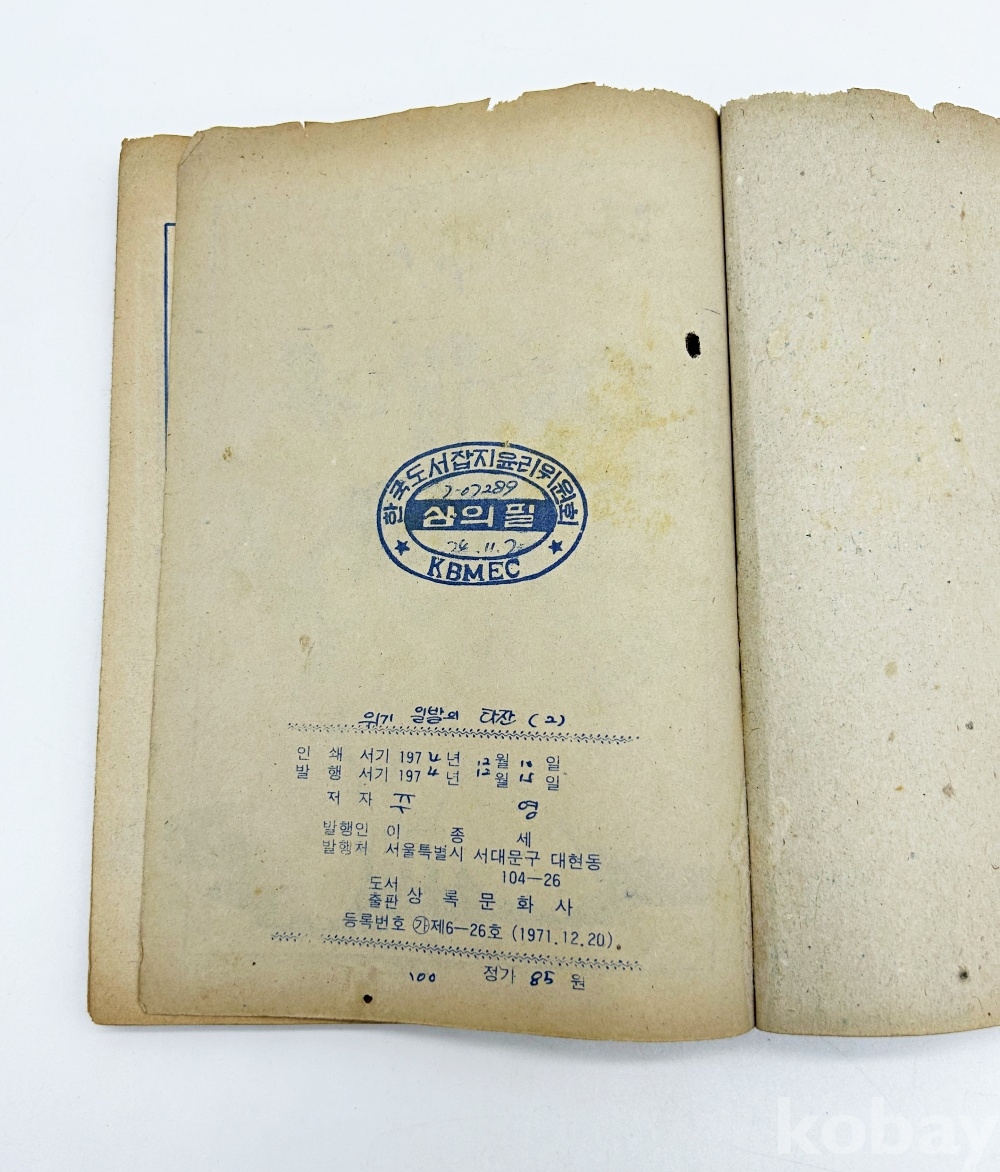 한국도서잡지윤리위원회
7-07289
심의필
74.11.7
KBMEC
위기 일발의 타잔 (2)
인 쇄 서기 1974년 12월 10일
발 행 서기 1974년 12월 15일
저 자 주 영
발행인 이 종 세
발행처 서울특별시 서대문구 대현동
104—26
도서출판 상 록 문 화 사
등록번호 ㉮제6—26호 (1971.12.20)
100 정가 85 원
kobay